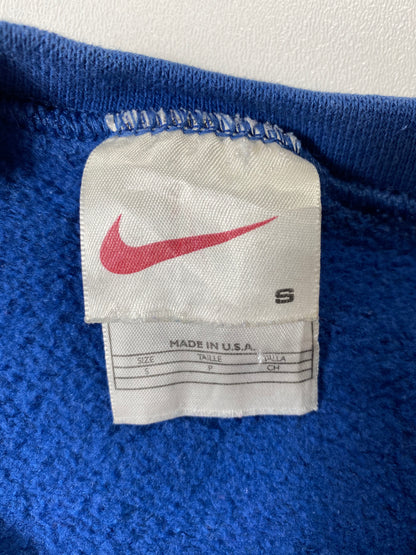 S
MADE IN U.S.A.
SIZE TAILLE TALLA
S P CH